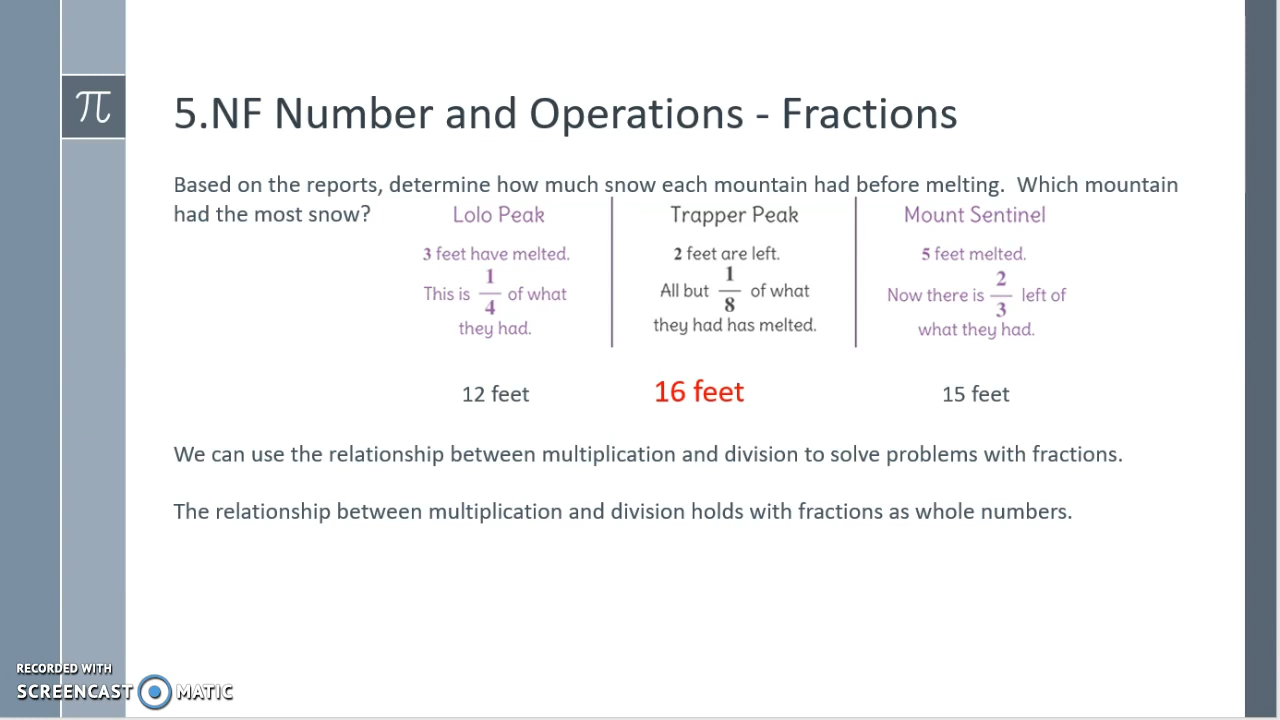 π
5.NF Number and Operations - Fractions
Based on the reports, determine how much snow each mountain had before melting. Which mountain
had the most snow?
Lolo Peak
3 feet have melted.
This is 1/4 of what
they had.
Trapper Peak
2 feet are left.
All but 1/8 of what
they had has melted.
Mount Sentinel
5 feet melted.
Now there is 2/3 left of
what they had.
12 feet
16 feet
15 feet
We can use the relationship between multiplication and division to solve problems with fractions.
The relationship between multiplication and division holds with fractions as whole numbers.
RECORDED WITH
SCREENCAST MATIC